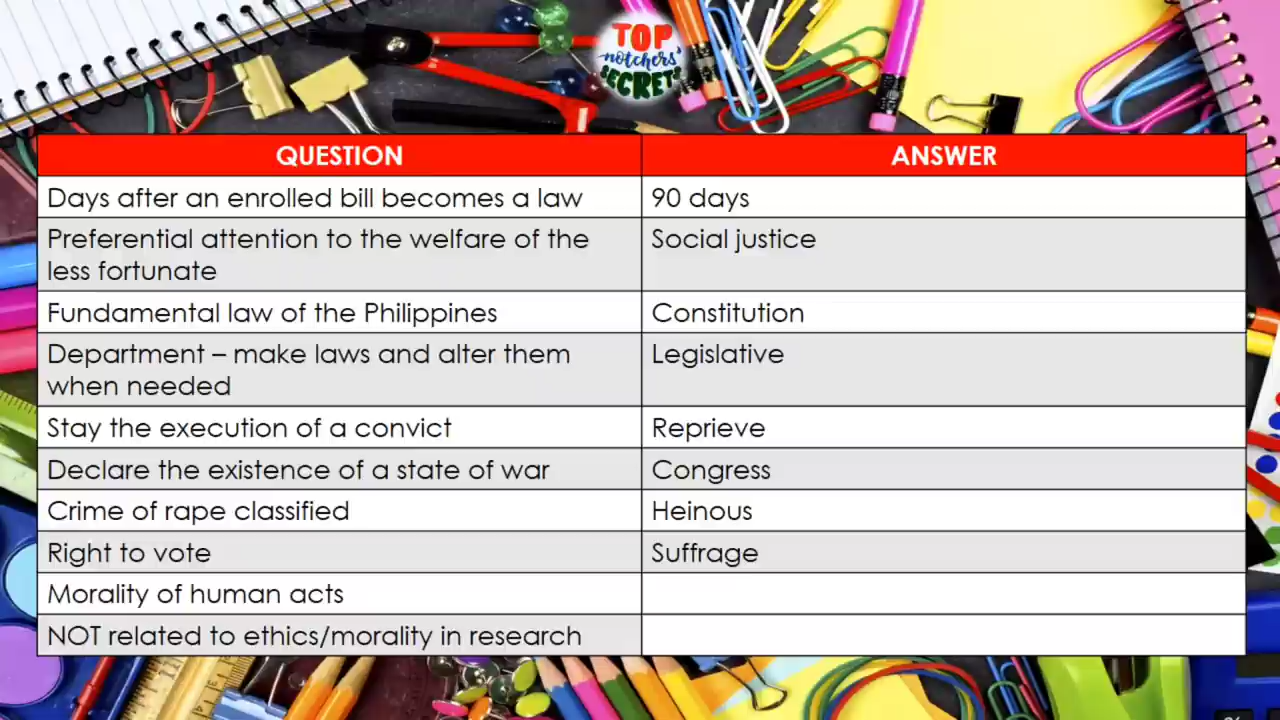 TOP
notchers'
SECRETS
QUESTION
ANSWER
Days after an enrolled bill becomes a law
90 days
Preferential attention to the welfare of the
less fortunate
Social justice
Fundamental law of the Philippines
Constitution
Department – make laws and alter them
when needed
Legislative
Stay the execution of a convict
Reprieve
Declare the existence of a state of war
Congress
Crime of rape classified
Heinous
Right to vote
Suffrage
Morality of human acts
NOT related to ethics/morality in research